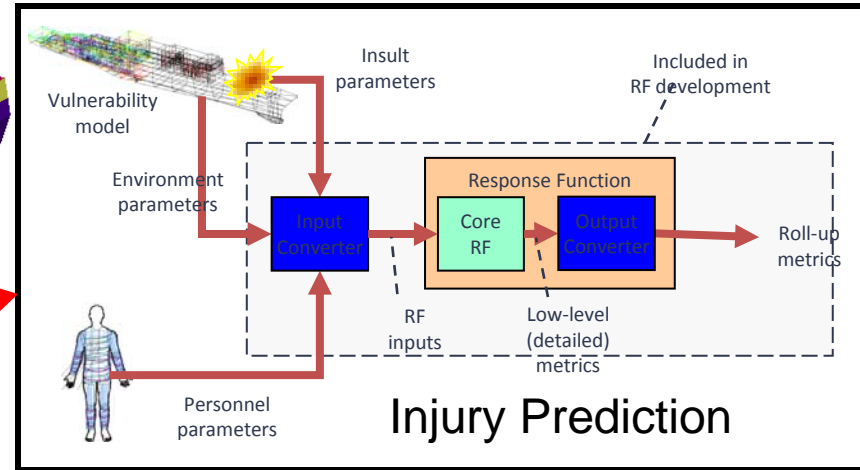 Insult
parameters
Included in
RF development
Vulnerability
model
Environment
parameters
Response Function
Input
Converter
Core
RF
Output
Converter
Roll-up
metrics
RF
inputs
Low-level
(detailed)
metrics
Personnel
parameters
Injury Prediction